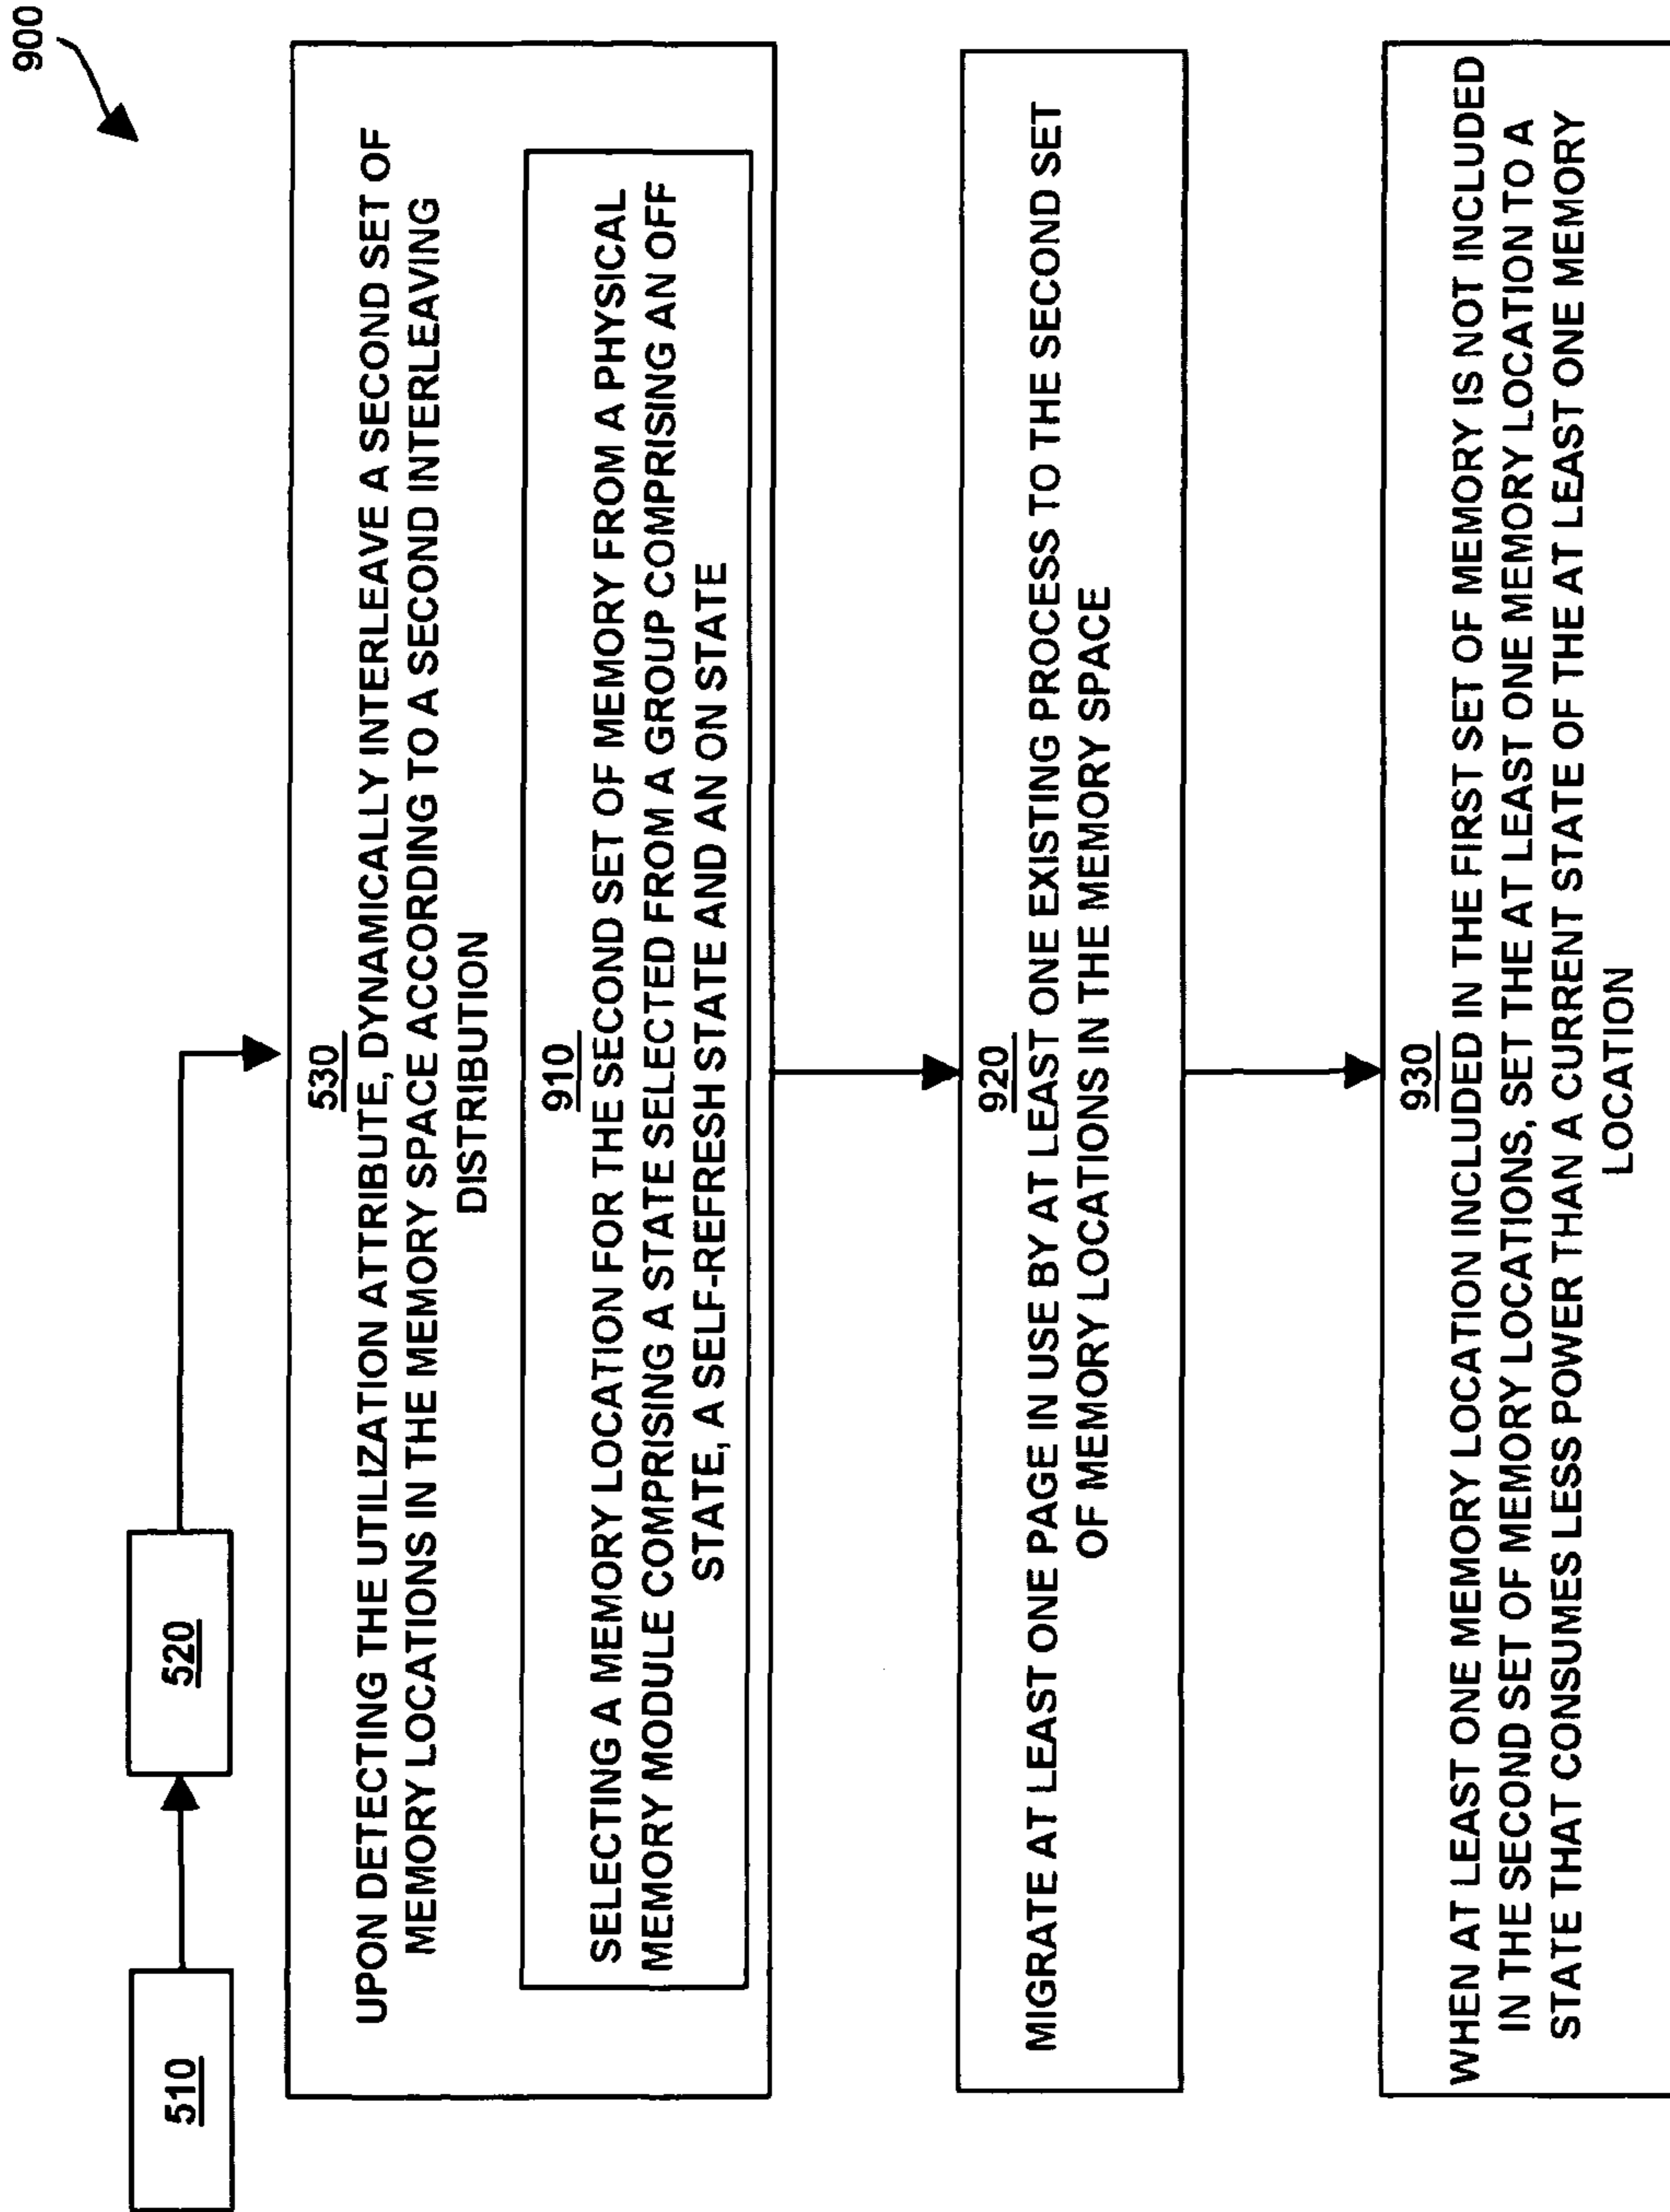 900
510
520
530
UPON DETECTING THE UTILIZATION ATTRIBUTE, DYNAMICALLY INTERLEAVE A SECOND SET OF
MEMORY LOCATIONS IN THE MEMORY SPACE ACCORDING TO A SECOND INTERLEAVING
DISTRIBUTION
910
SELECTING A MEMORY LOCATION FOR THE SECOND SET OF MEMORY FROM A PHYSICAL
MEMORY MODULE COMPRISING A STATE SELECTED FROM A GROUP COMPRISING AN OFF
STATE, A SELF-REFRESH STATE AND AN ON STATE
920
MIGRATE AT LEAST ONE PAGE IN USE BY AT LEAST ONE EXISTING PROCESS TO THE SECOND SET
OF MEMORY LOCATIONS IN THE MEMORY SPACE
930
WHEN AT LEAST ONE MEMORY LOCATION INCLUDED IN THE FIRST SET OF MEMORY IS NOT INCLUDED
IN THE SECOND SET OF MEMORY LOCATIONS, SET THE AT LEAST ONE MEMORY LOCATION TO A
STATE THAT CONSUMES LESS POWER THAN A CURRENT STATE OF THE AT LEAST ONE MEMORY
LOCATION